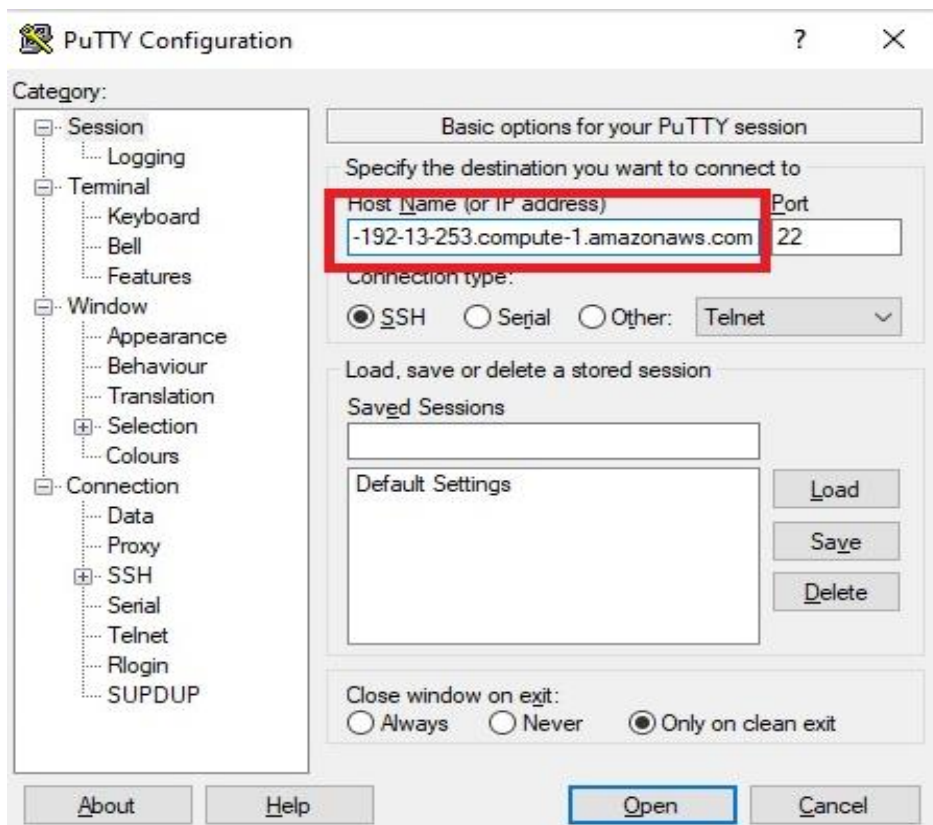 PuTTY Configuration ? ×
Category:
Session
Logging
Terminal
Keyboard
Bell
Features
Window
Appearance
Behaviour
Translation
Selection
Colours
Connection
Data
Proxy
SSH
Serial
Telnet
Rlogin
SUPDUP
Basic options for your PuTTY session
Specify the destination you want to connect to
Host Name (or IP address) Port
-192-13-253.compute-1.amazonaws.com 22
Connection type:
SSH Serial Other: Telnet
Load, save or delete a stored session
Saved Sessions
Default Settings
Load
Save
Delete
Close window on exit:
Always Never Only on clean exit
About Help Open Cancel